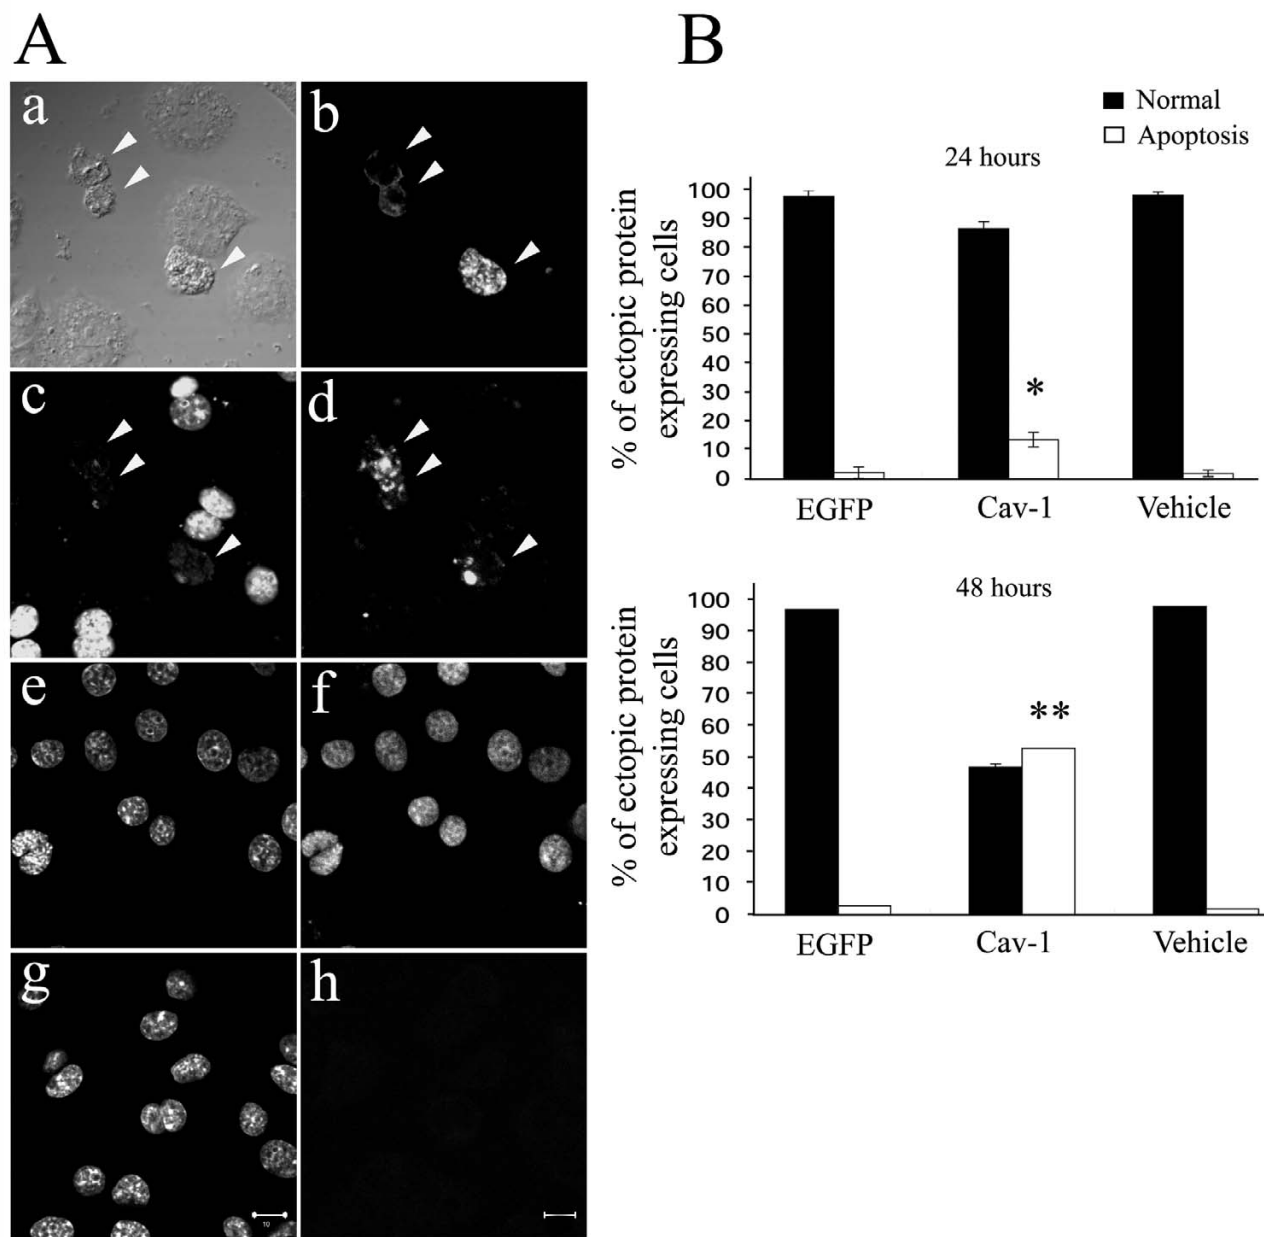 A
B
a
b
c
d
e
f
g
h
10
Normal
Apoptosis
24 hours
% of ectopic protein
expressing cells
100
90
80
70
60
50
40
30
20
10
0
*
EGFP
Cav-1
Vehicle
48 hours
% of ectopic protein
expressing cells
100
90
80
70
60
50
40
30
20
10
0
**
EGFP
Cav-1
Vehicle